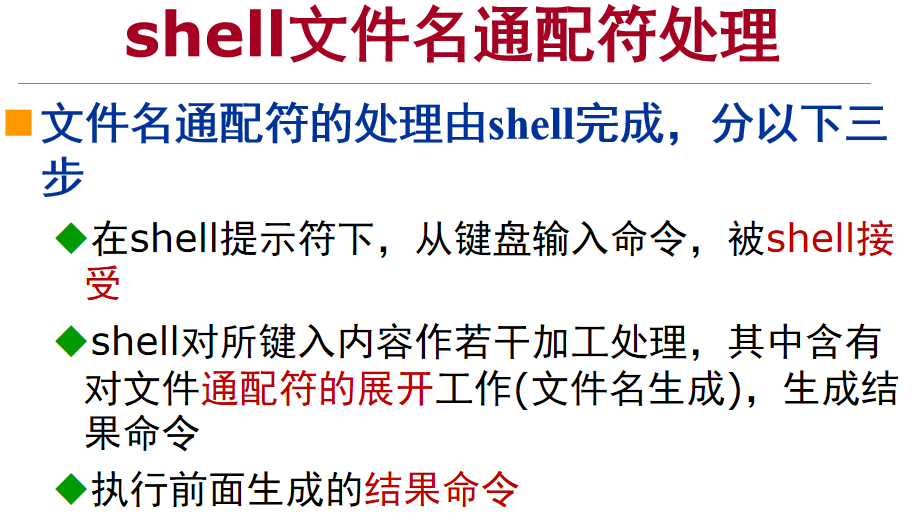 shell文件名通配符处理
文件名通配符的处理由shell完成，分以下三
步
在shell提示符下，从键盘输入命令，被shell接
受
shell对所键入内容作若干加工处理，其中含有
对文件通配符的展开工作(文件名生成)，生成结
果命令
执行前面生成的结果命令